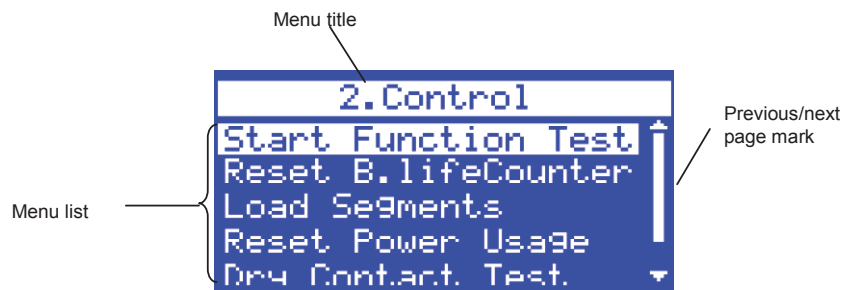 Menu title
2.Control
Start Function Test
Reset B.lifeCounter
Load Segments
Reset Power Usage
Dry Contact Test
Menu list
Previous/next
page mark